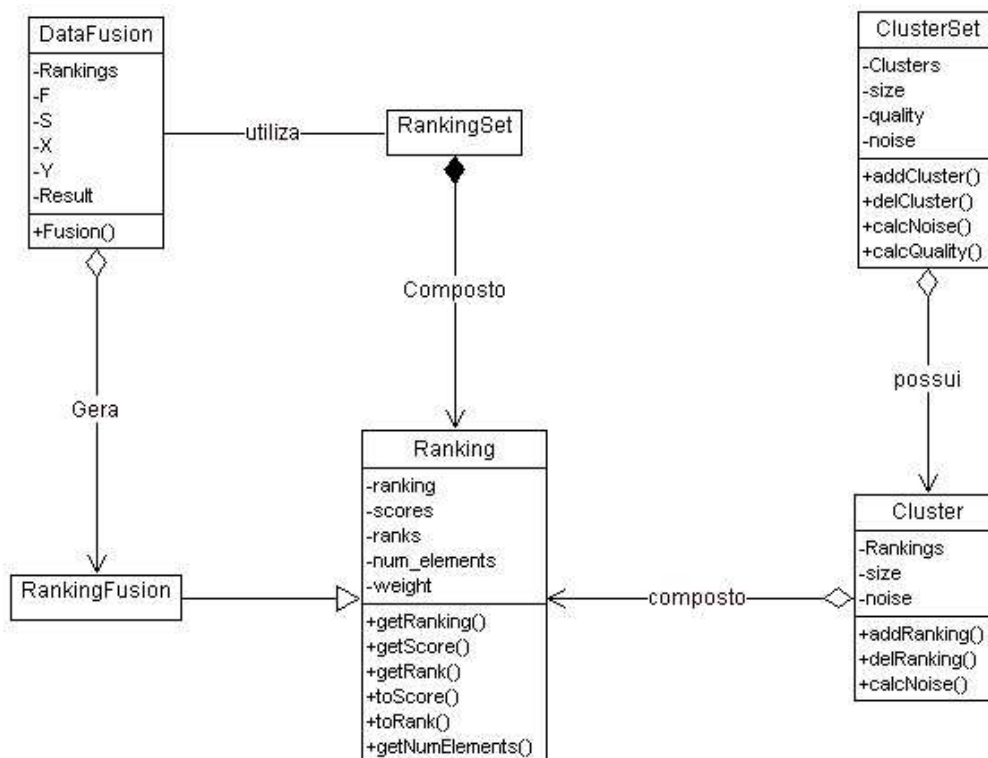 DataFusion
-Rankings
-F
-S
-X
-Y
-Result
+Fusion()
utiliza
RankingSet
ClusterSet
-Clusters
-size
-quality
-noise
+addCluster()
+delCluster()
+calcNoise()
+calcQuality()
Composto
possui
Gera
RankingFusion
Ranking
-ranking
-scores
-ranks
-num_elements
-weight
+getRanking()
+getScore()
+getRank()
+toScore()
+toRank()
+getNumElements()
composto
Cluster
-Rankings
-size
-noise
+addRanking()
+delRanking()
+calcNoise()